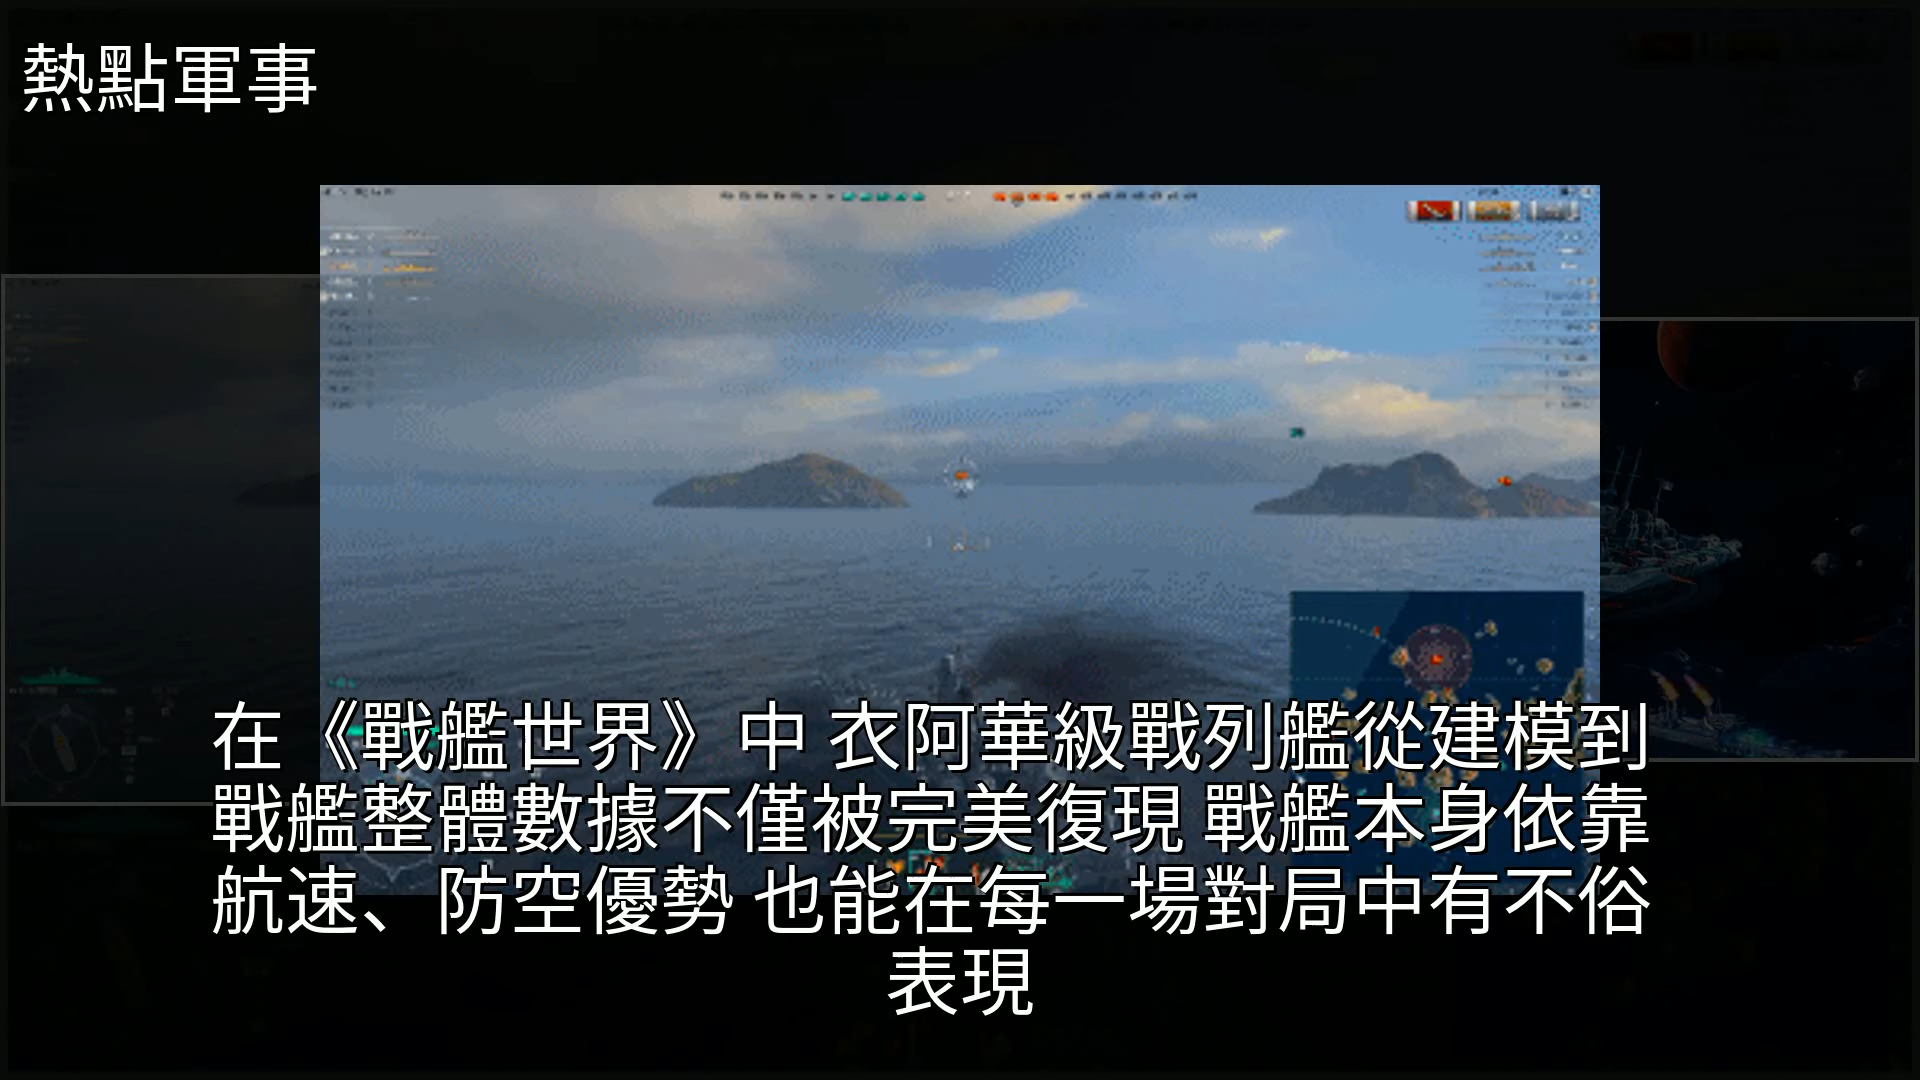 熱點軍事
在《戰艦世界》中 衣阿華級戰列艦從建模到
戰艦整體數據不僅被完美復現 戰艦本身依靠
航速、防空優勢 也能在每一場對局中有不俗
表現